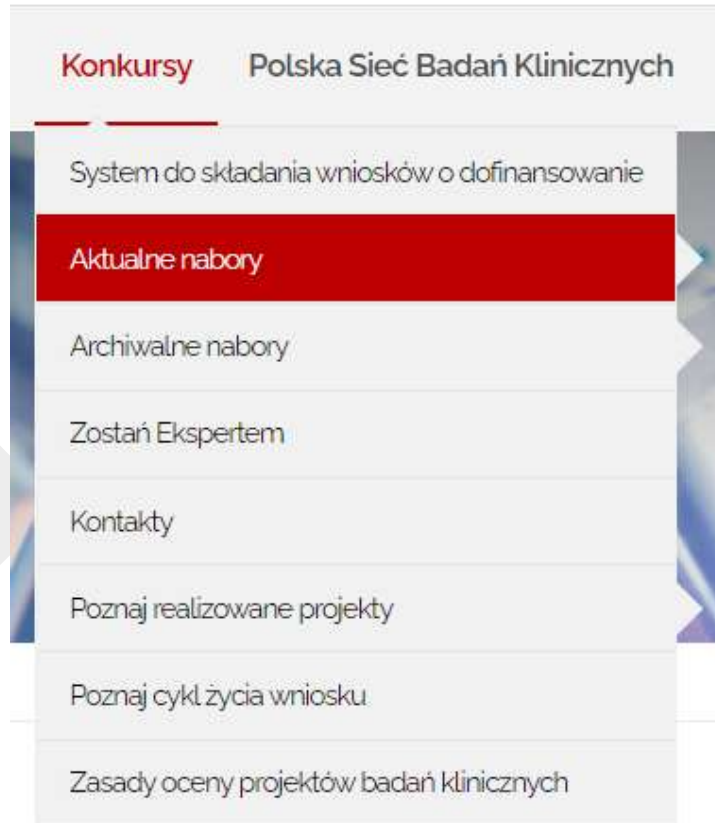 Konkursy Polska Sieć Badań Klinicznych
System do składania wniosków o dofinansowanie
Aktualne nabory
Archiwalne nabory
Zostań Ekspertem
Kontakty
Poznaj realizowane projekty
Poznaj cykl życia wniosku
Zasady oceny projektów badań klinicznych